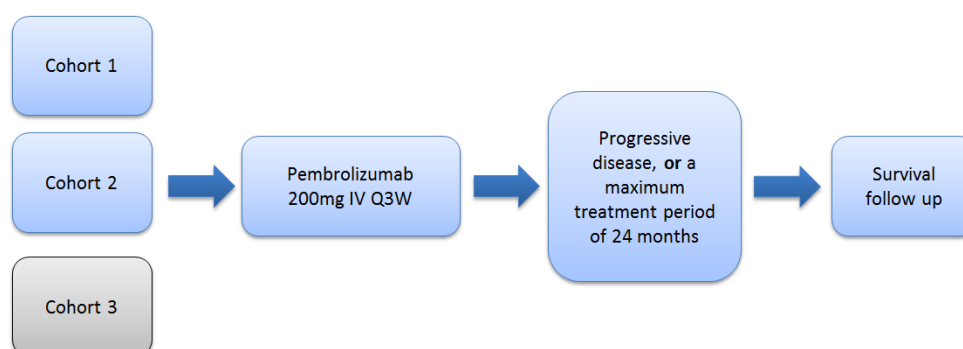 Cohort 1
Cohort 2
Cohort 3
Pembrolizumab
200mg IV Q3W
Progressive
disease, or a
maximum
treatment period
of 24 months
Survival
follow up